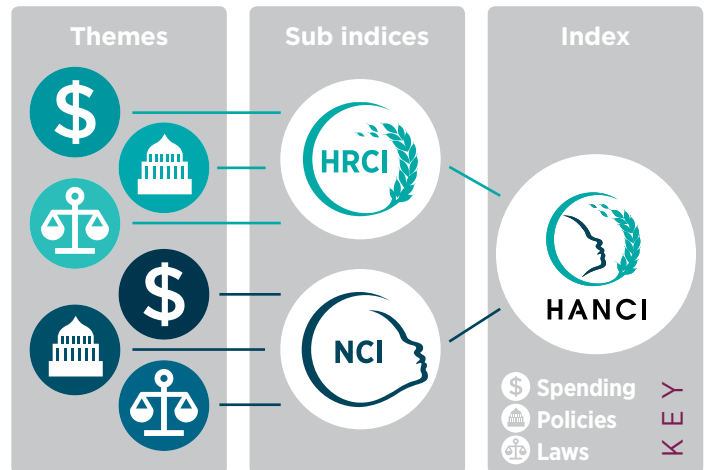 Themes
Sub indices
Index
$
HRCI
$
NCI
HANCI
$ Spending
Policies
Laws
KEY